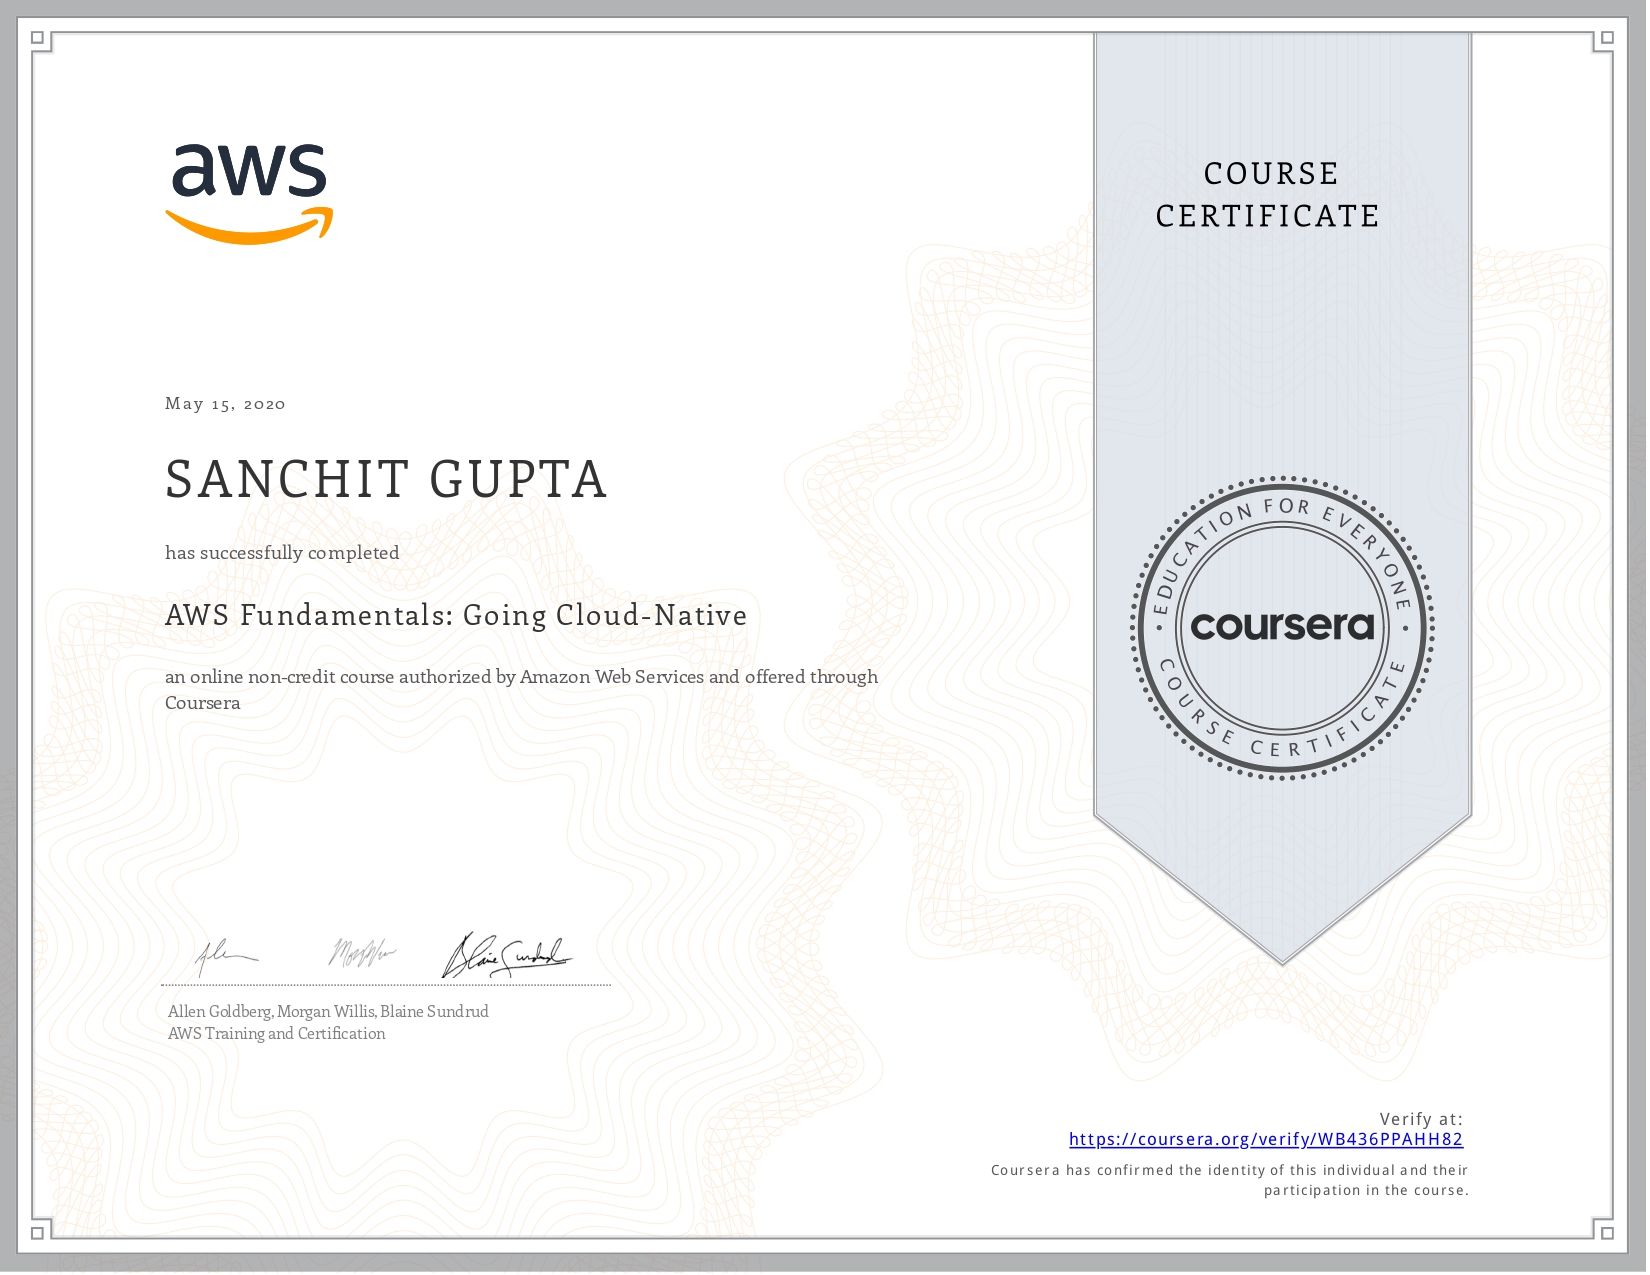 aws
COURSE
CERTIFICATE
May 15, 2020
SANCHIT GUPTA
has successfully completed
AWS Fundamentals: Going Cloud-Native
an online non-credit course authorized by Amazon Web Services and offered through
Coursera
EDUCATION FOR EVERYONE
coursera
COURSE CERTIFICATE
Blaine Sundrud
Allen Goldberg, Morgan Willis, Blaine Sundrud
AWS Training and Certification
Verify at:
https://coursera.org/verify/WB436PPAHH82
Coursera has confirmed the identity of this individual and their
participation in the course.